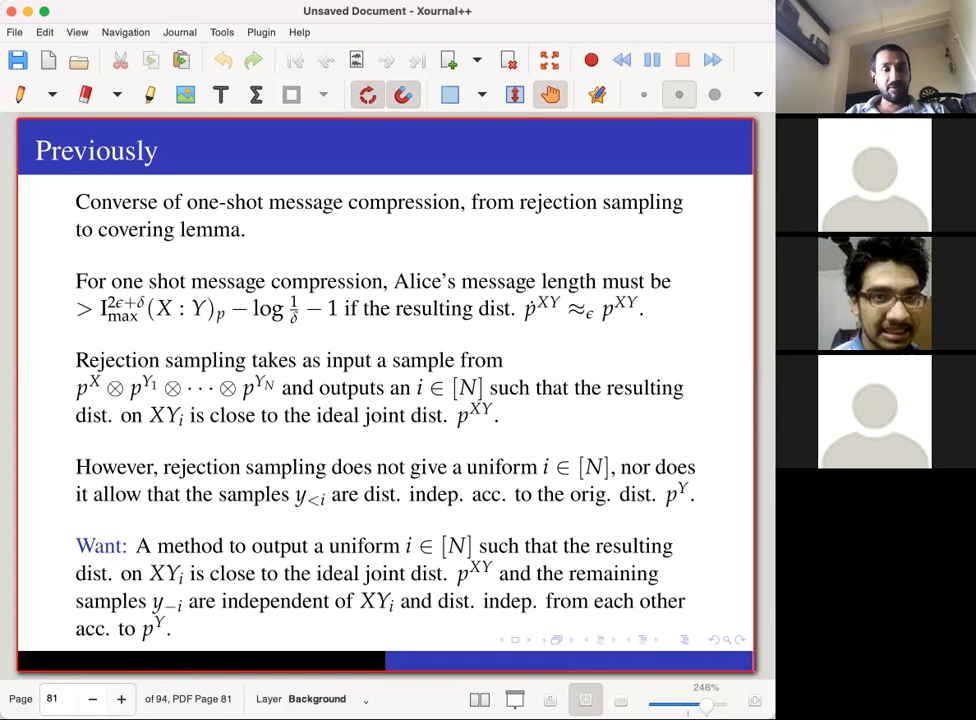 Unsaved Document - Xournal++
File Edit View Navigation Journal Tools Plugin Help
Previously
Converse of one-shot message compression, from rejection sampling
to covering lemma.
For one shot message compression, Alice's message length must be
> I_max^{2ϵ+δ}(X : Y)_p − log 1/δ − 1 if the resulting dist. ṗ^{XY} ≈_ϵ p^{XY}.
Rejection sampling takes as input a sample from
p^X ⊗ p^{Y_1} ⊗ ⋯ ⊗ p^{Y_N} and outputs an i ∈ [N] such that the resulting
dist. on XY_i is close to the ideal joint dist. p^{XY}.
However, rejection sampling does not give a uniform i ∈ [N], nor does
it allow that the samples y_{<i} are dist. indep. acc. to the orig. dist. p^Y.
Want: A method to output a uniform i ∈ [N] such that the resulting
dist. on XY_i is close to the ideal joint dist. p^{XY} and the remaining
samples y_{−i} are independent of XY_i and dist. indep. from each other
acc. to p^Y.
Page 81 of 94, PDF Page 81 Layer Background 246%